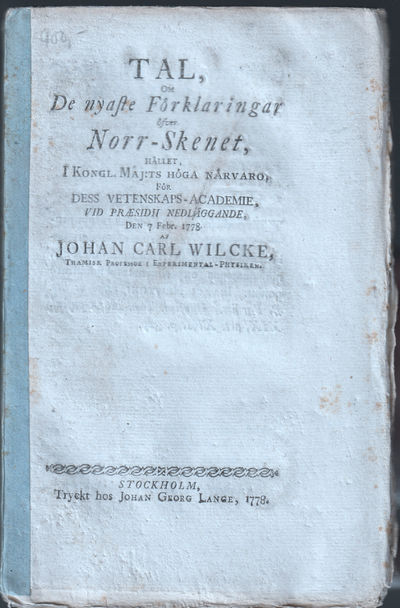 400,-
TAL,
Om
De nyaſte Förklaringar
öfver
Norr-Skenet,
HÅLLET,
I KONGL. MAJ:TS HÖGA NÄRVARO,
FÖR
DESS VETENSKAPS-ACADEMIE,
VID PRÆSIDII NEDLÄGGANDE,
DEN 7 Febr. 1778.
AF
JOHAN CARL WILCKE,
THAMISK PROFESSOR I EXPERIMENTAL-PHYSIKEN.
STOCKHOLM,
Tryckt hos JOHAN GEORG LANGE, 1778.